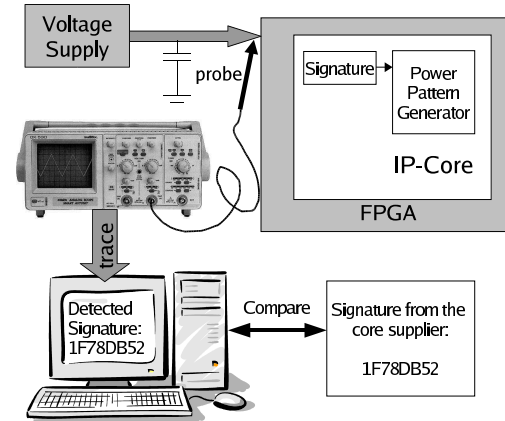 Voltage
Supply
probe
Signature
Power
Pattern
Generator
IP-Core
FPGA
trace
Detected
Signature:
1F78DB52
Compare
Signature from the
core supplier:
1F78DB52